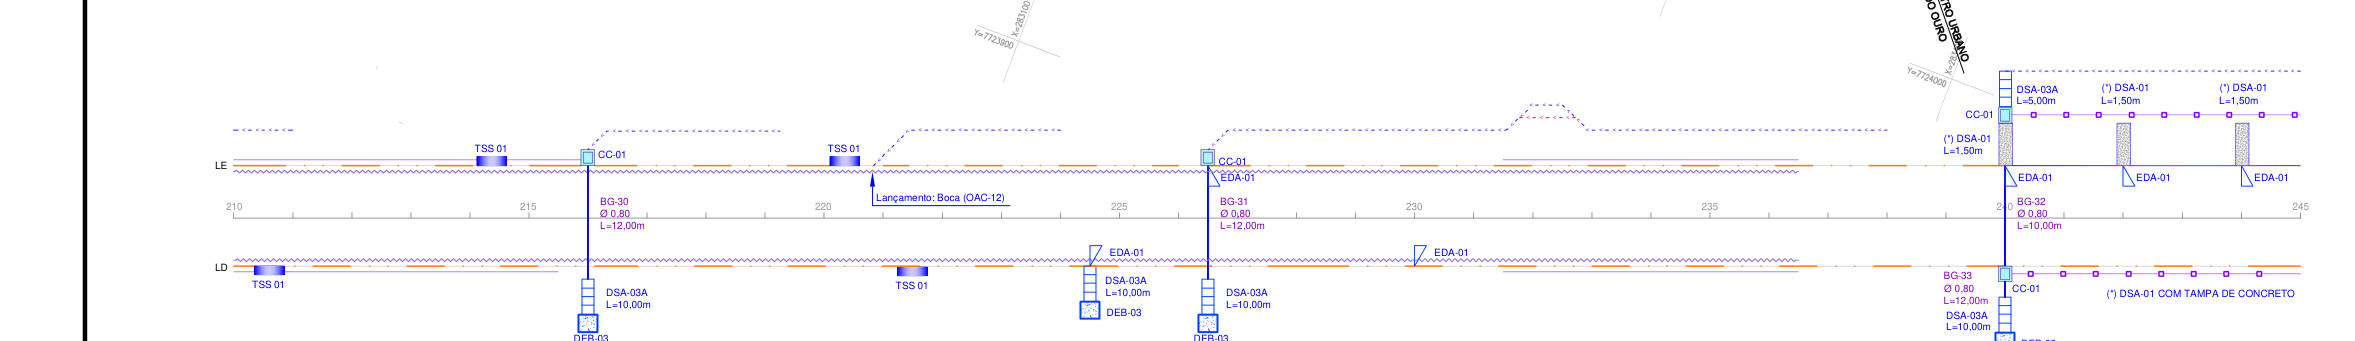 X=283100
Y=7723900
TRO URBANO
DO OURO
Y=7724000
DSA-03A
L=5,00m
(*) DSA-01
L=1,50m
(*) DSA-01
L=1,50m
CC-01
(*) DSA-01
L=1,50m
TSS 01
CC-01
TSS 01
CC-01
LE
EDA-01
EDA-01
EDA-01
EDA-01
Lançamento: Boca (OAC-12)
210
215
220
225
230
235
240
245
BG-30
Ø 0,80
L=12,00m
BG-31
Ø 0,80
L=12,00m
BG-32
Ø 0,80
L=10,00m
EDA-01
EDA-01
LD
TSS 01
TSS 01
DSA-03A
L=10,00m
DSA-03A
L=10,00m
DSA-03A
L=10,00m
DEB-03
BG-33
Ø 0,80
L=12,00m
CC-01
(*) DSA-01 COM TAMPA DE CONCRETO
DSA-03A
L=10,00m
DEB-03
DEB-03